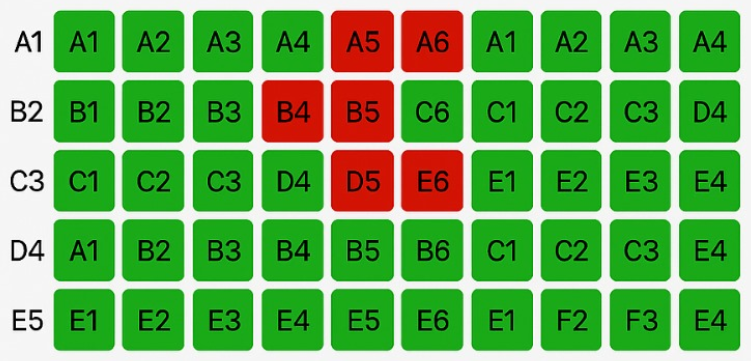 A1 A1 A2 A3 A4 A5 A6 A1 A2 A3 A4
B2 B1 B2 B3 B4 B5 C6 C1 C2 C3 D4
C3 C1 C2 C3 D4 D5 E6 E1 E2 E3 E4
D4 A1 B2 B3 B4 B5 B6 C1 C2 C3 E4
E5 E1 E2 E3 E4 E5 E6 E1 F2 F3 E4